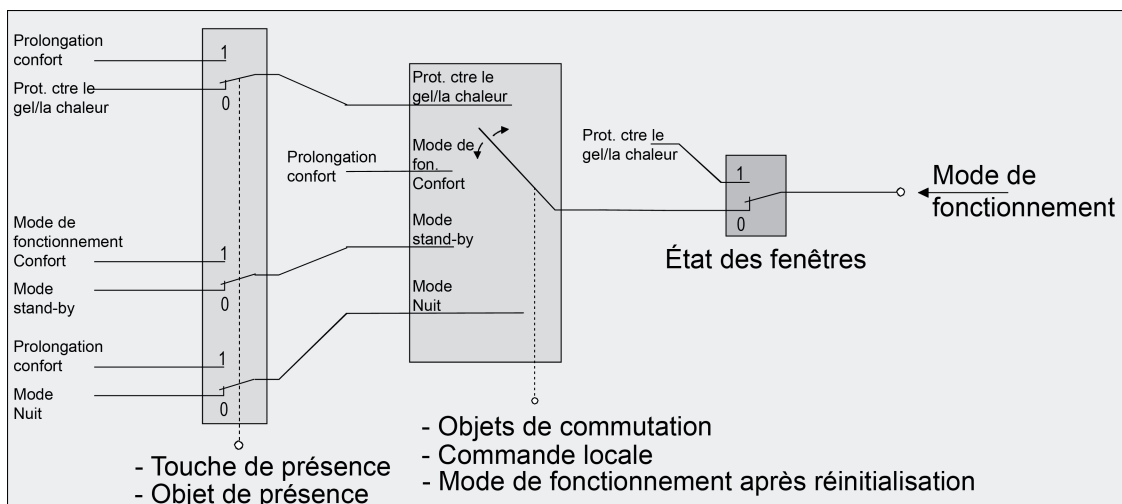 Prolongation
confort
1
Prot. ctre le
gel/la chaleur
0
Mode de
fonctionnement
Confort
1
Mode
stand-by
0
Prolongation
confort
1
Mode
Nuit
0
- Touche de présence
- Objet de présence
Prot. ctre le
gel/la chaleur
Prolongation
confort
Mode de
fon.
Confort
Mode
stand-by
Mode
Nuit
- Objets de commutation
- Commande locale
- Mode de fonctionnement après réinitialisation
Prot. ctre le
gel/la chaleur
1
0
État des fenêtres
Mode de
fonctionnement